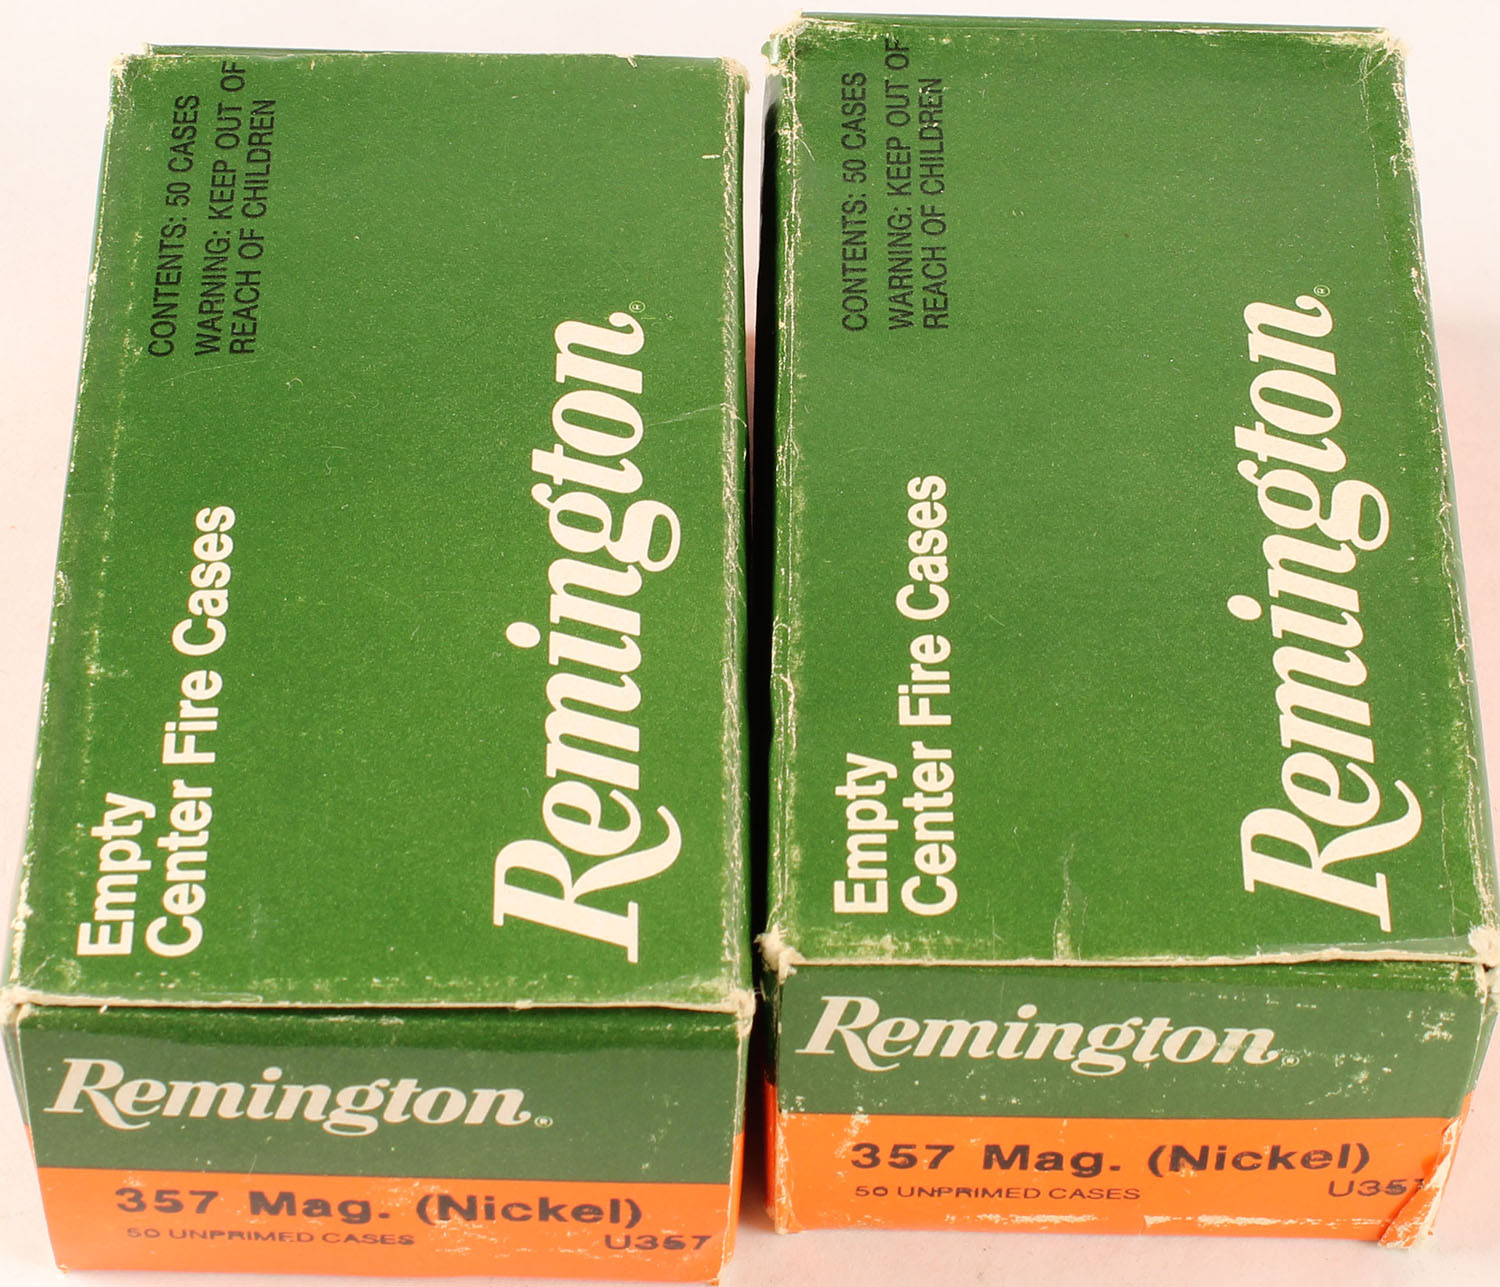 CONTENTS: 50 CASES
WARNING: KEEP OUT OF
REACH OF CHILDREN
Empty
Center Fire Cases
Remington®
Remington®
357 Mag. (Nickel)
50 UNPRIMED CASES
U357
CONTENTS: 50 CASES
WARNING: KEEP OUT OF
REACH OF CHILDREN
Empty
Center Fire Cases
Remington®
Remington®
357 Mag. (Nickel)
50 UNPRIMED CASES
U357